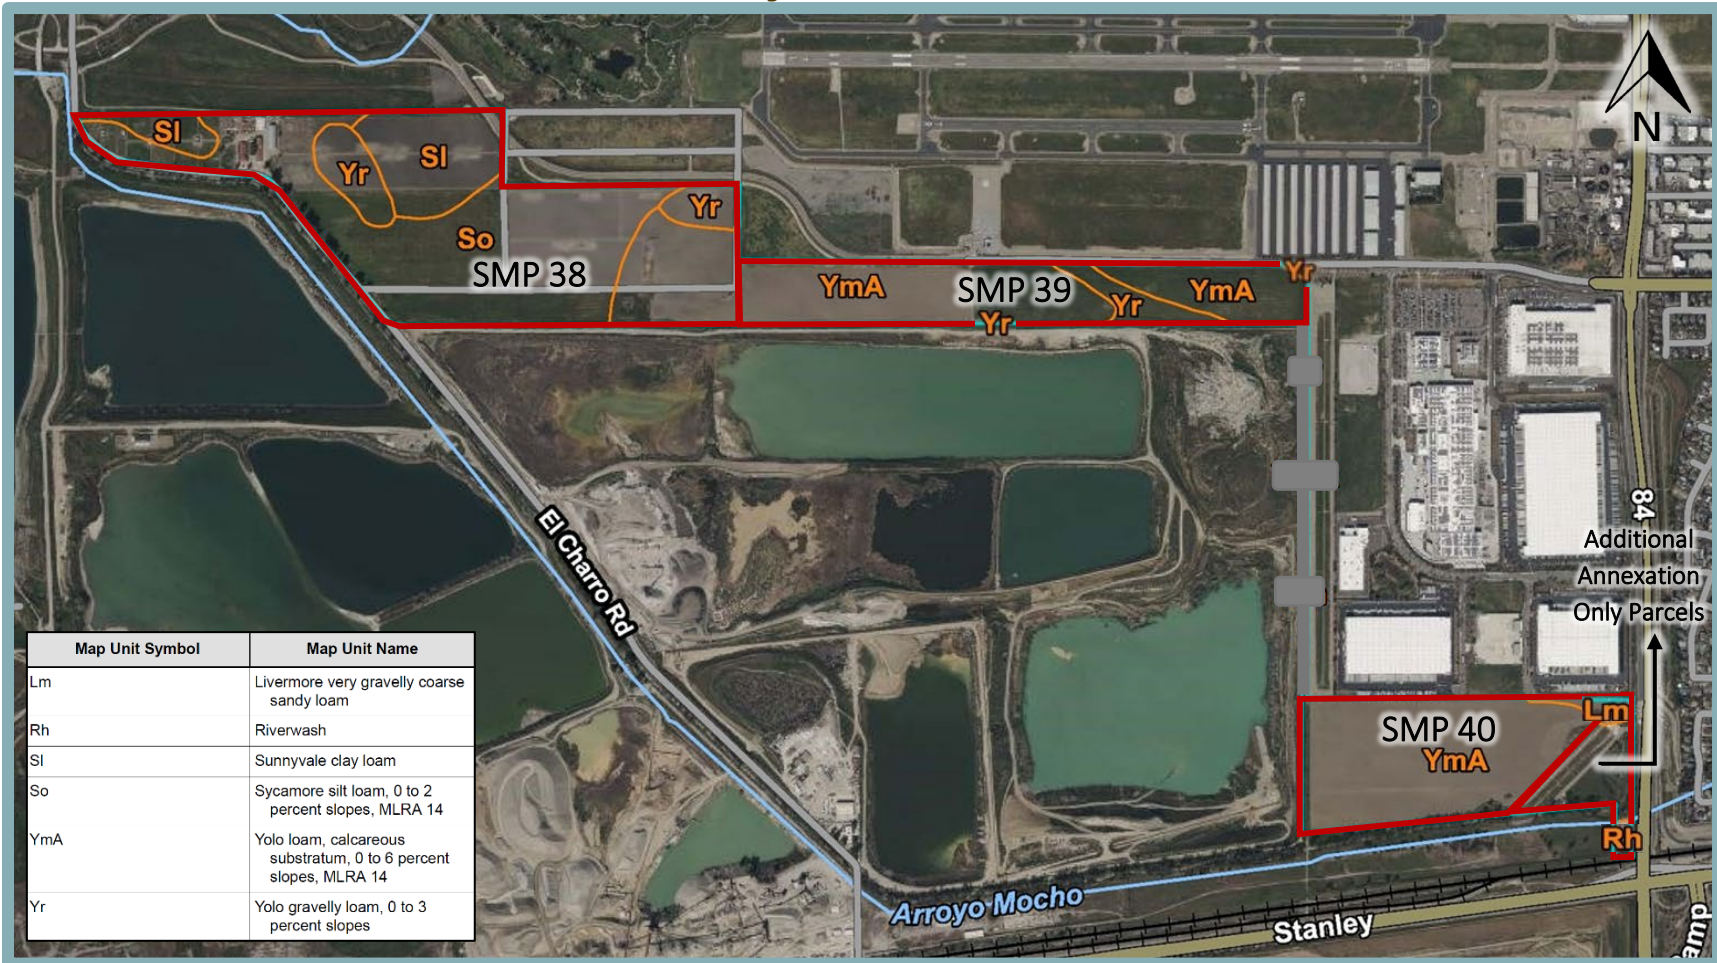 N
Sl
Yr
Sl
Yr
So
SMP 38
YmA
SMP 39
Yr
YmA
Yr
Yr
El Charro Rd
84
Additional
Annexation
Only Parcels
Lm
SMP 40
YmA
Rh
Arroyo Mocho
Stanley
Map Unit Symbol
Map Unit Name
Lm
Livermore very gravelly coarse
sandy loam
Rh
Riverwash
Sl
Sunnyvale clay loam
So
Sycamore silt loam, 0 to 2
percent slopes, MLRA 14
YmA
Yolo loam, calcareous
substratum, 0 to 6 percent
slopes, MLRA 14
Yr
Yolo gravelly loam, 0 to 3
percent slopes